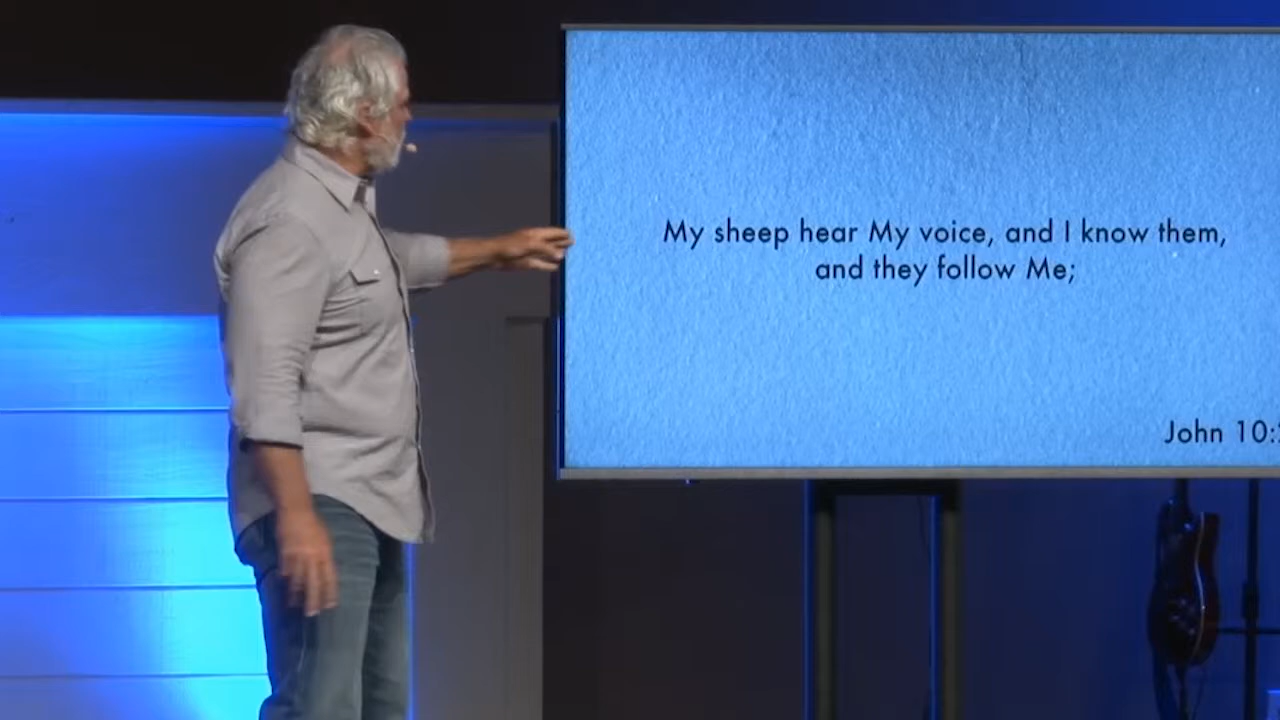 My sheep hear My voice, and I know them,
and they follow Me;
John 10: